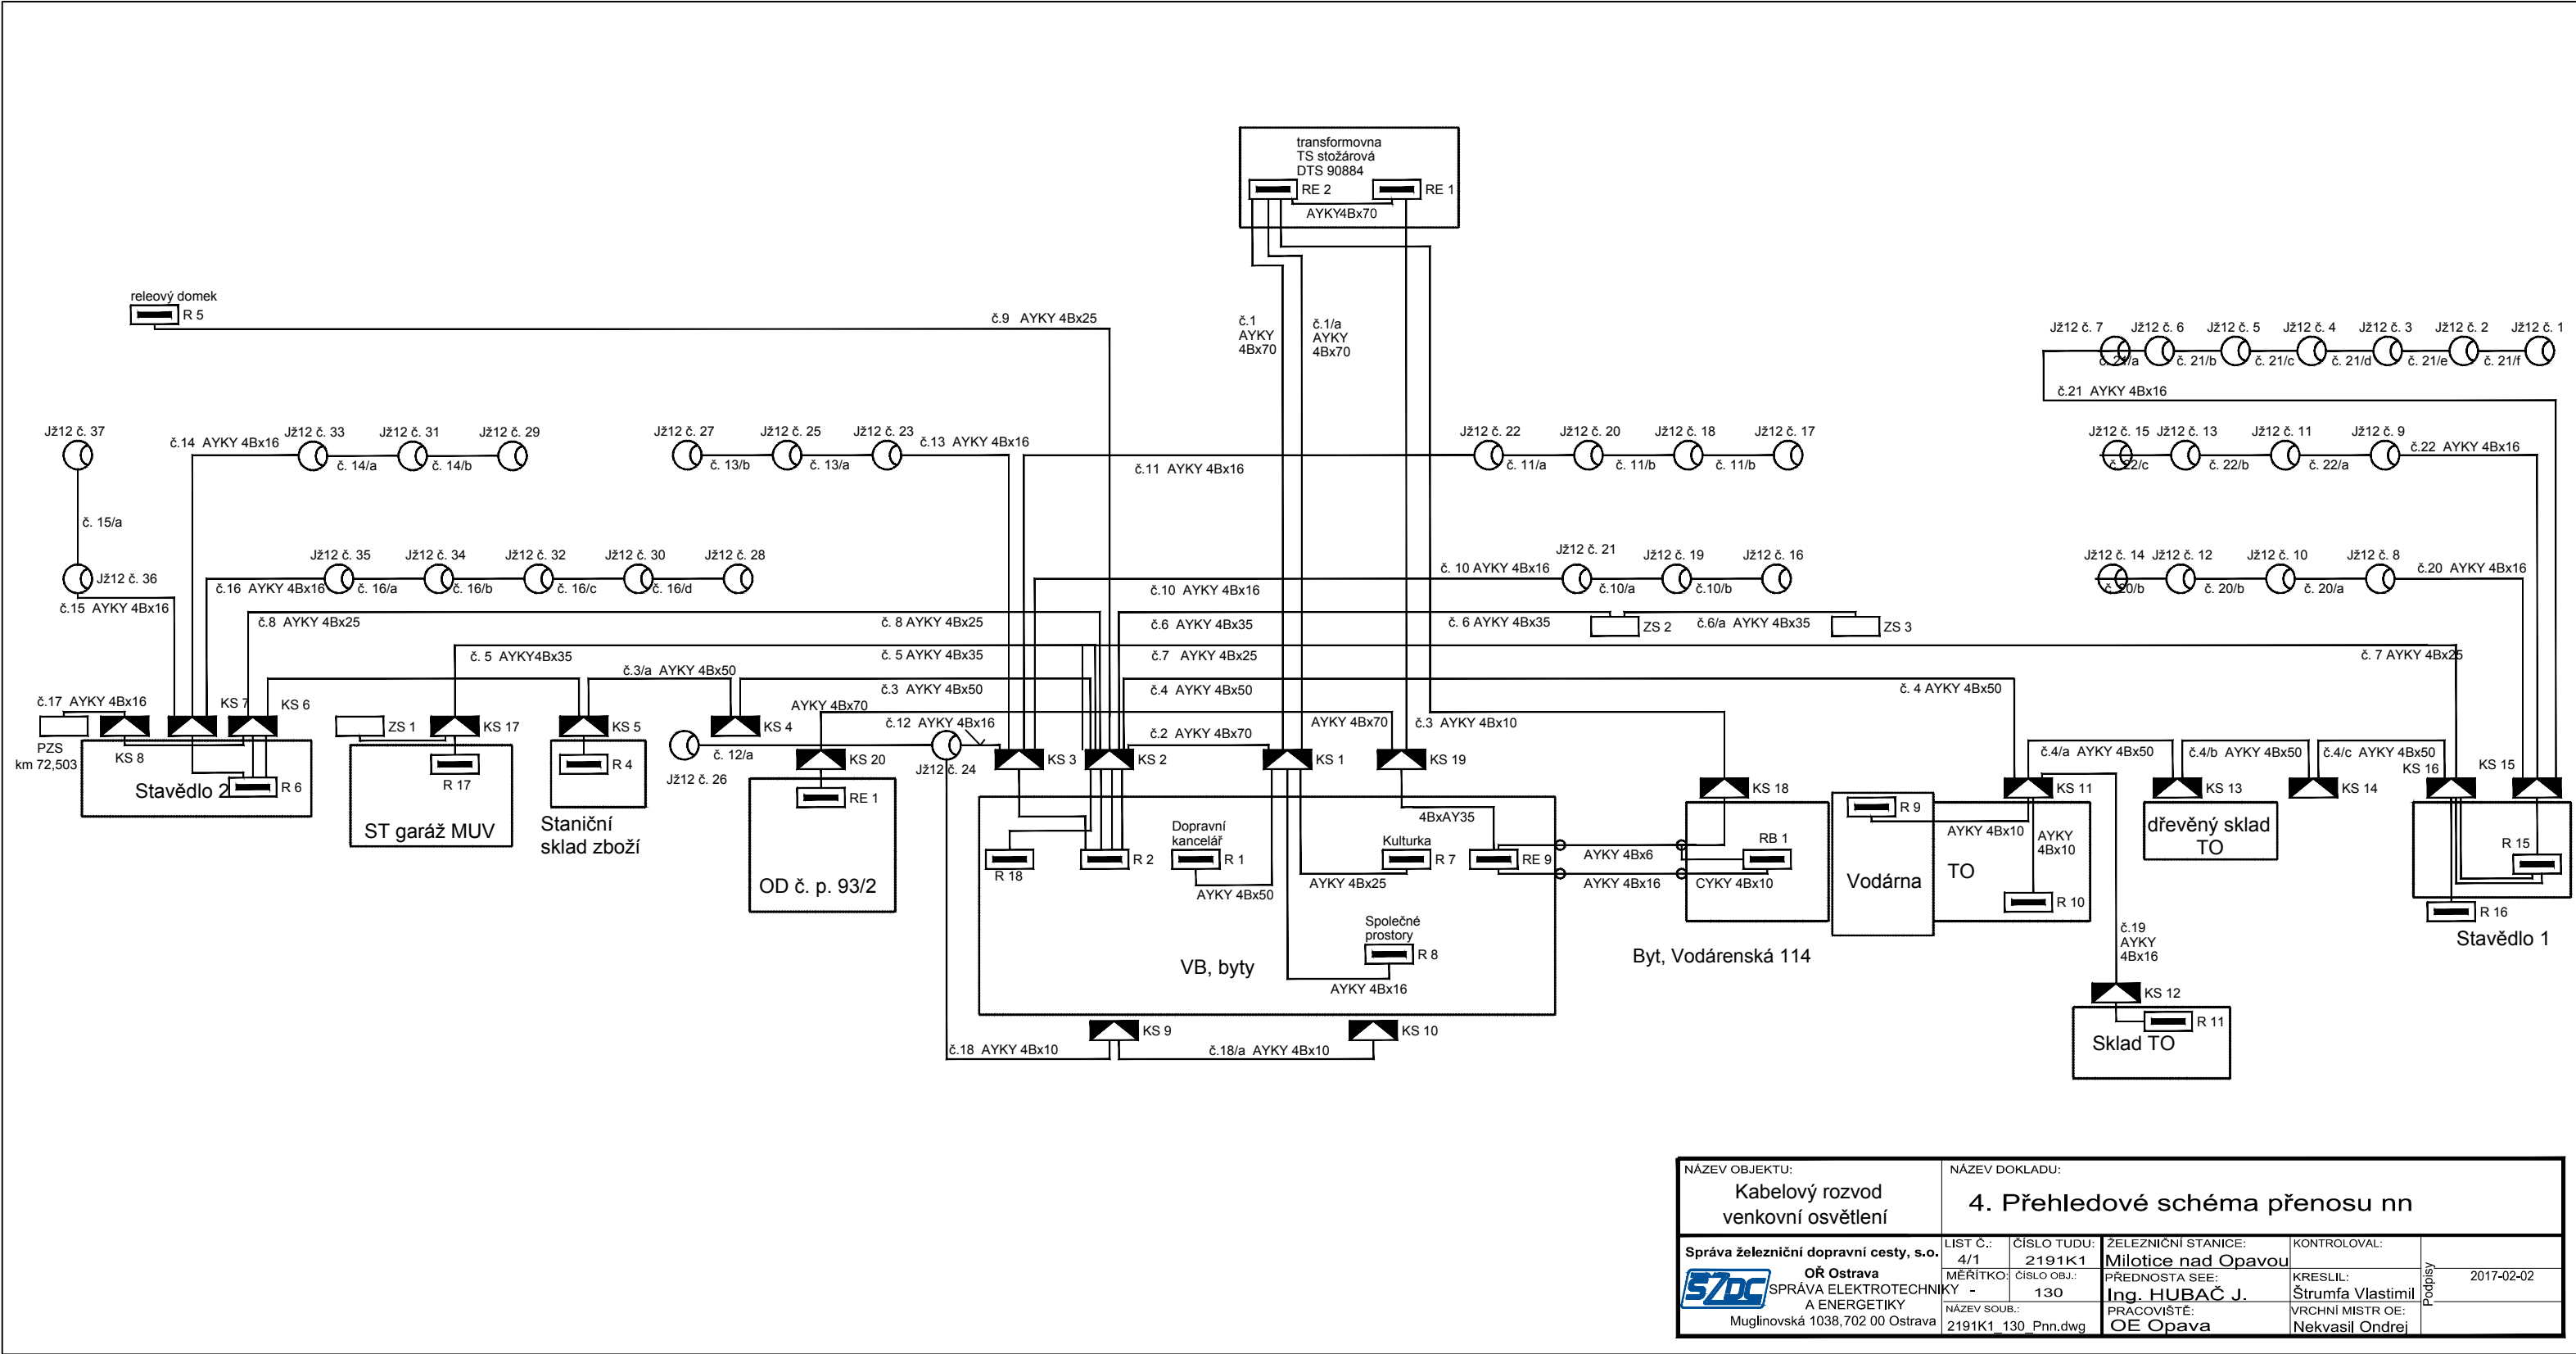 transformovna
TS stožárová
DTS 90884
RE 2
RE 1
AYKY4Bx70
releový domek
R 5
č.9 AYKY 4Bx25
č.1
AYKY
4Bx70
č.1/a
AYKY
4Bx70
Jž12 č. 7
Jž12 č. 6
Jž12 č. 5
Jž12 č. 4
Jž12 č. 3
Jž12 č. 2
Jž12 č. 1
č. 21/a
č. 21/b
č. 21/c
č. 21/d
č. 21/e
č. 21/f
č.21 AYKY 4Bx16
Jž12 č. 37
č.14 AYKY 4Bx16
Jž12 č. 33
Jž12 č. 31
Jž12 č. 29
č. 14/a
č. 14/b
Jž12 č. 27
Jž12 č. 25
Jž12 č. 23
č.13 AYKY 4Bx16
č. 13/b
č. 13/a
č.11 AYKY 4Bx16
Jž12 č. 22
Jž12 č. 20
Jž12 č. 18
Jž12 č. 17
č. 11/a
č. 11/b
č. 11/b
Jž12 č. 15
Jž12 č. 13
Jž12 č. 11
Jž12 č. 9
č. 22/c
č. 22/b
č. 22/a
č.22 AYKY 4Bx16
č. 15/a
Jž12 č. 36
č.15 AYKY 4Bx16
Jž12 č. 35
Jž12 č. 34
Jž12 č. 32
Jž12 č. 30
Jž12 č. 28
č.16 AYKY 4Bx16
č. 16/a
č. 16/b
č. 16/c
č. 16/d
č. 10 AYKY 4Bx16
č.10 AYKY 4Bx16
Jž12 č. 21
Jž12 č. 19
Jž12 č. 16
č.10/a
č.10/b
Jž12 č. 14
Jž12 č. 12
Jž12 č. 10
Jž12 č. 8
č. 20/b
č. 20/b
č. 20/a
č.20 AYKY 4Bx16
č.8 AYKY 4Bx25
č. 8 AYKY 4Bx25
č.6 AYKY 4Bx35
č. 6 AYKY 4Bx35
ZS 2
č.6/a AYKY 4Bx35
ZS 3
č. 5 AYKY4Bx35
č. 5 AYKY 4Bx35
č.7 AYKY 4Bx25
č. 7 AYKY 4Bx25
č.3/a AYKY 4Bx50
č.3 AYKY 4Bx50
č.4 AYKY 4Bx50
č. 4 AYKY 4Bx50
č.17 AYKY 4Bx16
KS 7
KS 6
AYKY 4Bx70
č.12 AYKY 4Bx16
AYKY 4Bx70
č.3 AYKY 4Bx10
PZS
km 72,503
KS 8
ZS 1
KS 17
KS 5
KS 4
č.2 AYKY 4Bx70
č. 12/a
Jž12 č. 26
KS 20
Jž12 č. 24
KS 3
KS 2
KS 1
KS 19
č.4/a AYKY 4Bx50
č.4/b AYKY 4Bx50
č.4/c AYKY 4Bx50
KS 16
KS 15
Stavědlo 2
R 6
R 17
R 4
RE 1
KS 18
KS 11
KS 13
KS 14
ST garáž MUV
Staniční
sklad zboží
OD č. p. 93/2
R 18
R 2
Dopravní
kancelář
R 1
AYKY 4Bx50
4BxAY35
Kulturka
R 7
AYKY 4Bx25
RE 9
AYKY 4Bx6
AYKY 4Bx16
RB 1
CYKY 4Bx10
R 9
AYKY 4Bx10
AYKY
4Bx10
Vodárna
TO
R 10
dřevěný sklad
TO
R 15
R 16
Stavědlo 1
Společné
prostory
R 8
AYKY 4Bx16
VB, byty
Byt, Vodárenská 114
č.19
AYKY
4Bx16
KS 12
R 11
Sklad TO
KS 9
KS 10
č.18 AYKY 4Bx10
č.18/a AYKY 4Bx10
NÁZEV OBJEKTU:
Kabelový rozvod
venkovní osvětlení
NÁZEV DOKLADU:
4. Přehledové schéma přenosu nn
Správa železniční dopravní cesty, s.o.
OŘ Ostrava
SŽDC
SPRÁVA ELEKTROTECHNIKY
A ENERGETIKY
Muglinovská 1038,702 00 Ostrava
LIST Č.:
4/1
ČÍSLO TUDU:
2191K1
ŽELEZNIČNÍ STANICE:
Milotice nad Opavou
KONTROLOVAL:
MĚŘÍTKO:
-
ČÍSLO OBJ.:
130
PŘEDNOSTA SEE:
Ing. HUBAČ J.
KRESLIL:
Štrumfa Vlastimil
Podpisy
2017-02-02
NÁZEV SOUB.:
2191K1_130_Pnn.dwg
PRACOVIŠTĚ:
OE Opava
VRCHNÍ MISTR OE:
Nekvasil Ondrej